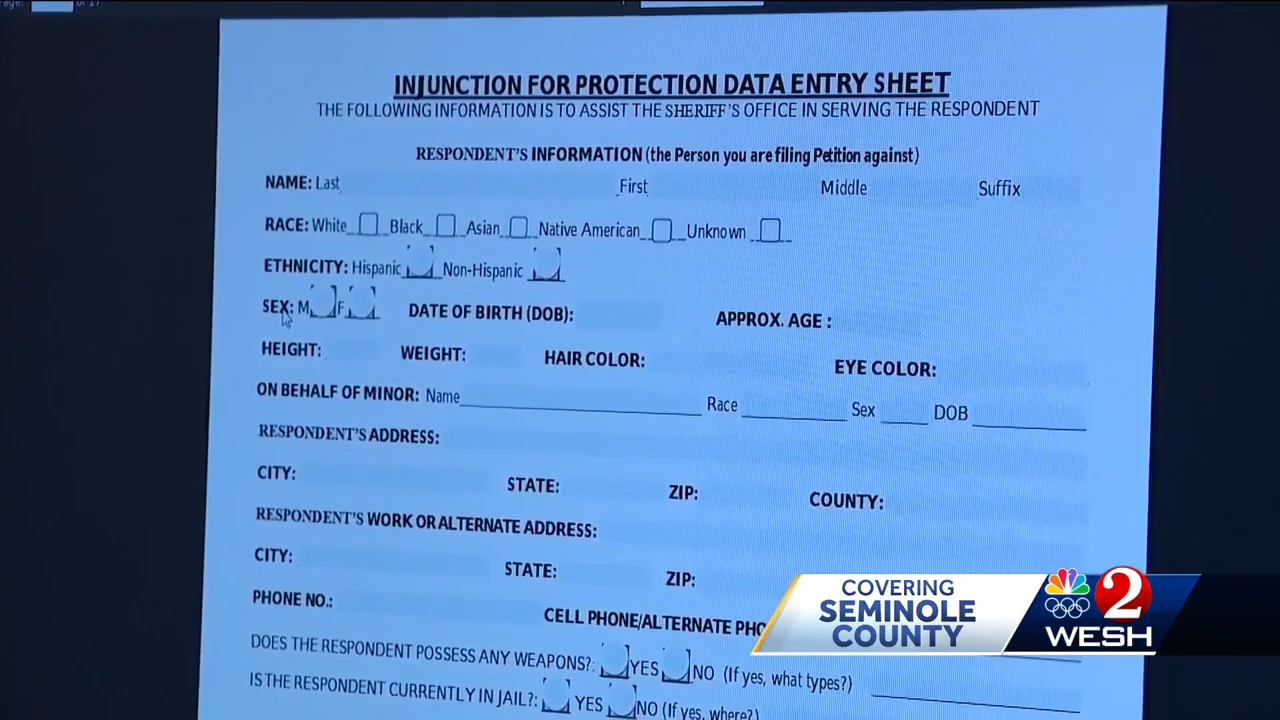 INJUNCTION FOR PROTECTION DATA ENTRY SHEET
THE FOLLOWING INFORMATION IS TO ASSIST THE SHERIFF'S OFFICE IN SERVING THE RESPONDENT
RESPONDENT'S INFORMATION (the Person you are filing Petition against)
NAME: Last First Middle Suffix
RACE: White Black Asian Native American Unknown
ETHNICITY: Hispanic Non-Hispanic
SEX: M F DATE OF BIRTH (DOB): APPROX. AGE :
HEIGHT: WEIGHT: HAIR COLOR: EYE COLOR:
ON BEHALF OF MINOR: Name Race Sex DOB
RESPONDENT'S ADDRESS:
CITY: STATE: ZIP: COUNTY:
RESPONDENT'S WORK OR ALTERNATE ADDRESS:
CITY: STATE: ZIP:
PHONE NO.: CELL PHONE/ALTERNATE PHO
DOES THE RESPONDENT POSSESS ANY WEAPONS?: YES NO (If yes, what types?)
IS THE RESPONDENT CURRENTLY IN JAIL?: YES NO (If yes, where?)
COVERING
SEMINOLE
COUNTY
2
WESH